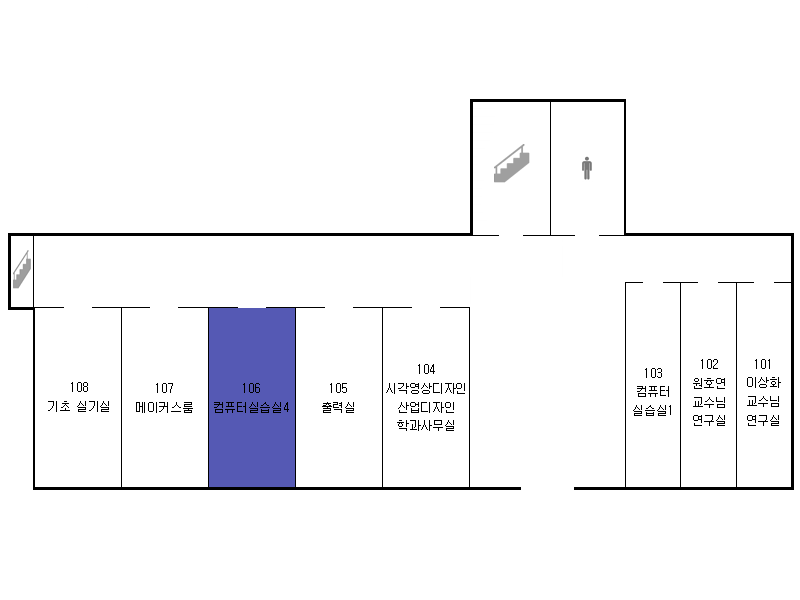 108
기초 실기실
107
메이커스룸
106
컴퓨터실습실4
105
출력실
104
시각영상디자인
산업디자인
학과사무실
103
컴퓨터
실습실1
102
원호연
교수님
연구실
101
이상화
교수님
연구실